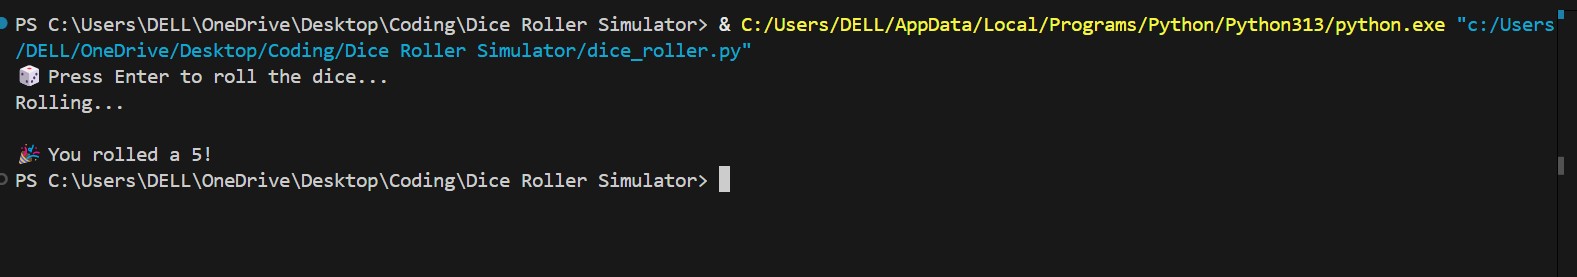 PS C:\Users\DELL\OneDrive\Desktop\Coding\Dice Roller Simulator> & C:/Users/DELL/AppData/Local/Programs/Python/Python313/python.exe "c:/Users
/DELL/OneDrive/Desktop/Coding/Dice Roller Simulator/dice_roller.py"
🎲 Press Enter to roll the dice...
Rolling...
🎉 You rolled a 5!
PS C:\Users\DELL\OneDrive\Desktop\Coding\Dice Roller Simulator>